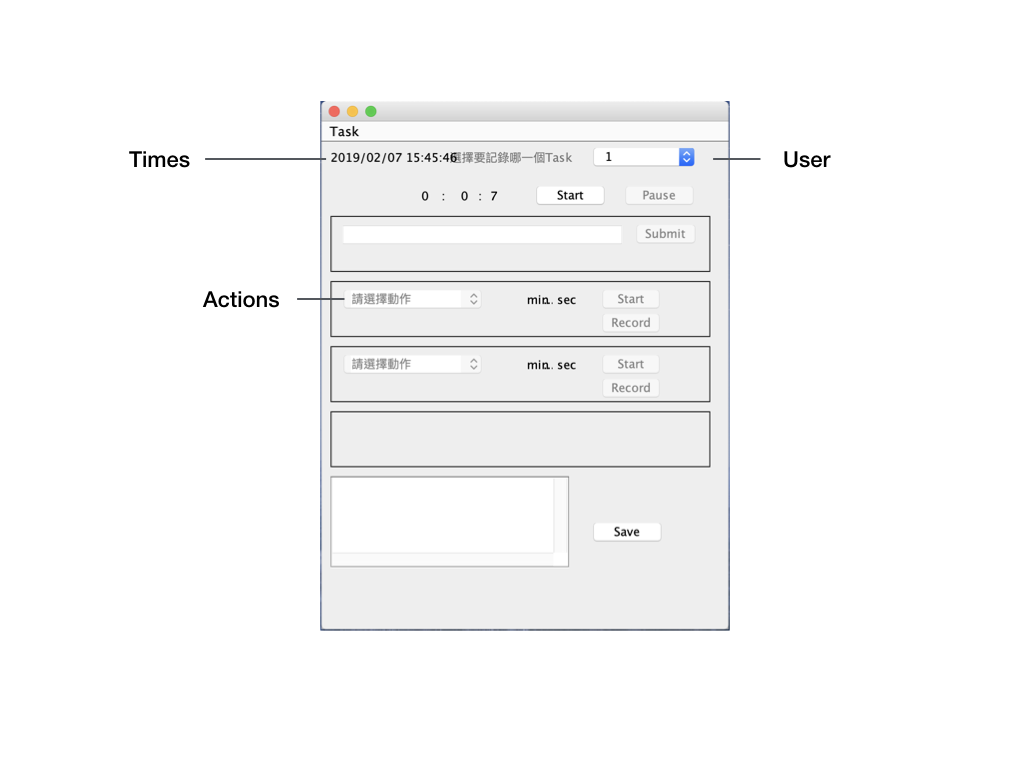 Task
Times
2019/02/07 15:45:46選擇要記錄哪一個Task
1
User
0 : 0 : 7
Start
Pause
Submit
Actions
請選擇動作
min. sec
Start
Record
請選擇動作
min. sec
Start
Record
Save